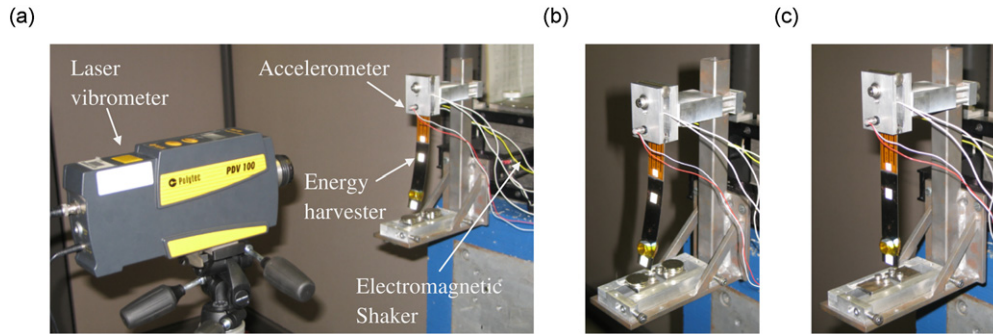 (a)
(b)
(c)
Laser
vibrometer
Accelerometer
Polytec
PDV 100
Energy
harvester
Electromagnetic
Shaker